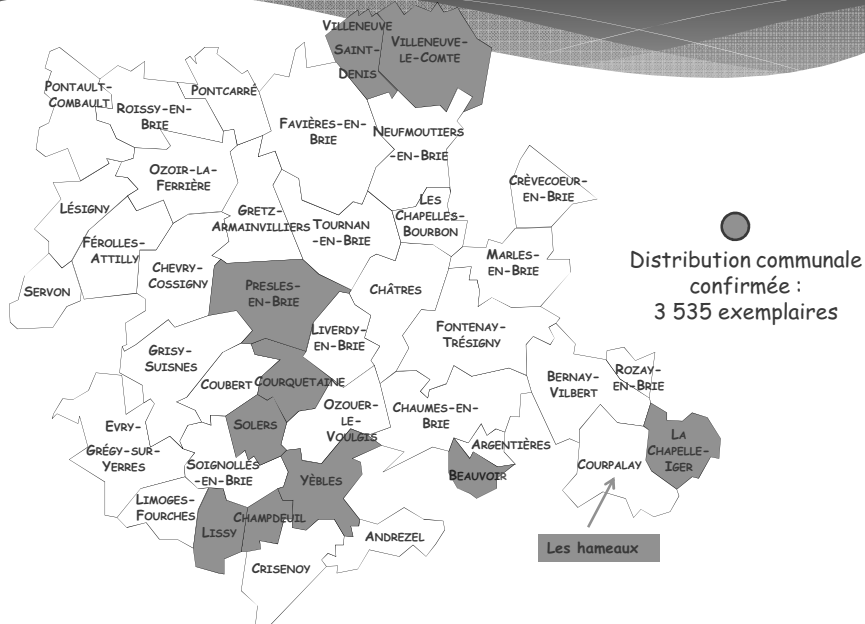 VILLENEUVE
SAINT-
DENIS
VILLENEUVE-
LE-COMTE
PONTAULT-
COMBAULT
ROISSY-EN-
BRIE
PONTCARRÉ
FAVIÈRES-EN-
BRIE
NEUFMOUTIERS
-EN-BRIE
OZOIR-LA-
FERRIÈRE
CRÈVECOEUR-
EN-BRIE
LÉSIGNY
GRETZ-
ARMAINVILLIERS
TOURNAN
-EN-BRIE
LES
CHAPELLES-
BOURBON
FÉROLLES-
ATTILLY
CHEVRY-
COSSIGNY
MARLES-
EN-BRIE
SERVON
PRESLES-
EN-BRIE
CHÂTRES
Distribution communale
confirmée :
3 535 exemplaires
LIVERDY-
EN-BRIE
FONTENAY-
TRÉSIGNY
GRISY-
SUISNES
COUBERT
COURQUETAINE
BERNAY-
VILBERT
ROZAY-
EN-BRIE
OZOUER-
LE-
VOULGIS
CHAUMES-EN-
BRIE
SOLERS
EVRY-
GRÉGY-SUR-
YERRES
ARGENTIÈRES
LA
CHAPELLE-
IGER
SOIGNOLLES
-EN-BRIE
YÈBLES
BEAUVOIR
COURPALAY
LIMOGES-
FOURCHES
LISSY
CHAMPDEUIL
ANDREZEL
Les hameaux
CRISENOY